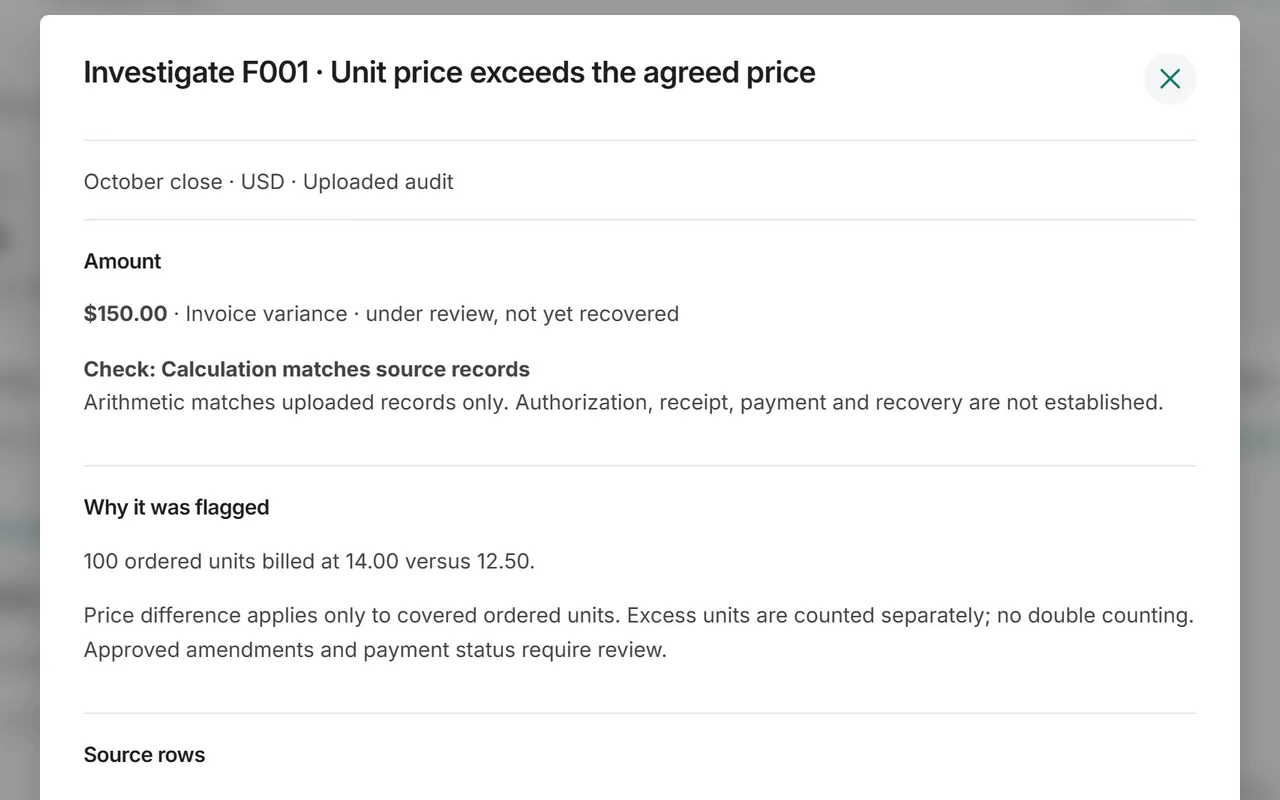 Investigate F001 · Unit price exceeds the agreed price
October close · USD · Uploaded audit
Amount
$150.00 · Invoice variance · under review, not yet recovered
Check: Calculation matches source records
Arithmetic matches uploaded records only. Authorization, receipt, payment and recovery are not established.
Why it was flagged
100 ordered units billed at 14.00 versus 12.50.
Price difference applies only to covered ordered units. Excess units are counted separately; no double counting.
Approved amendments and payment status require review.
Source rows